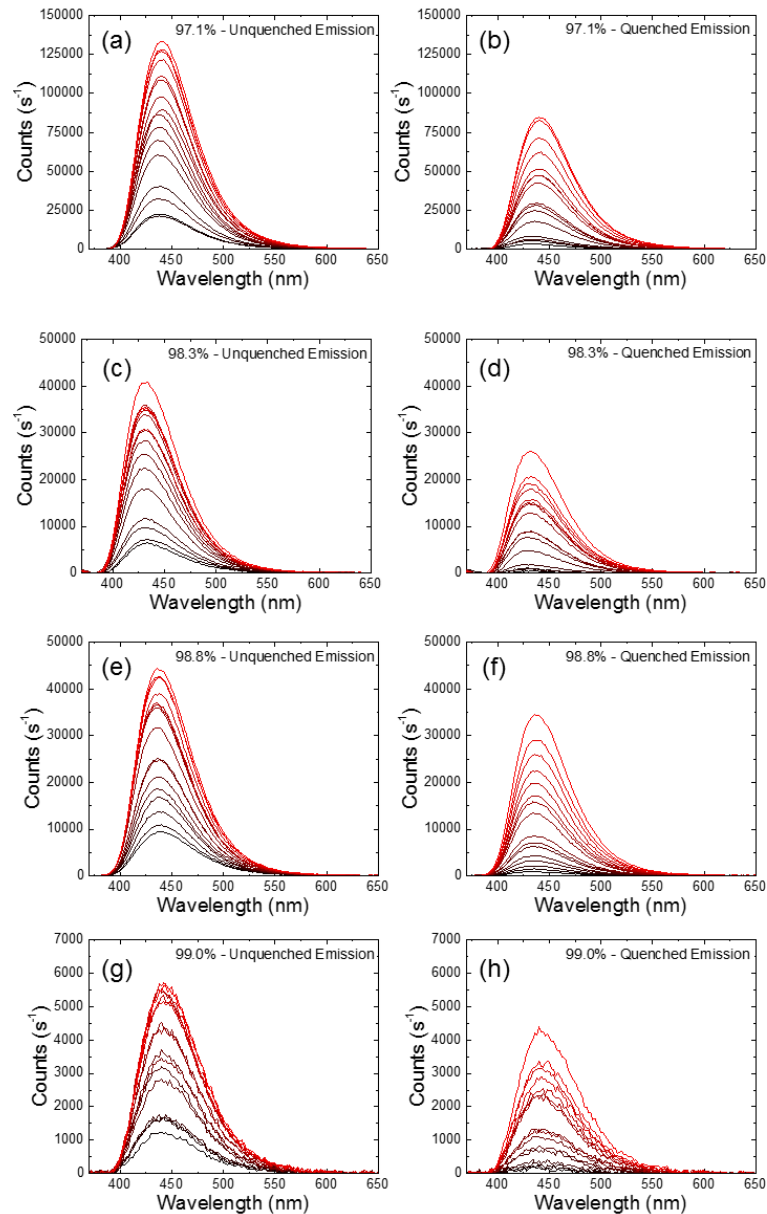 (a) 97.1% - Unquenched Emission
150000
125000
100000
75000
50000
25000
0
Counts (s⁻¹)
400 450 500 550 600 650
Wavelength (nm)
(b) 97.1% - Quenched Emission
150000
125000
100000
75000
50000
25000
0
Counts (s⁻¹)
400 450 500 550 600 650
Wavelength (nm)
(c) 98.3% - Unquenched Emission
50000
40000
30000
20000
10000
0
Counts (s⁻¹)
400 450 500 550 600 650
Wavelength (nm)
(d) 98.3% - Quenched Emission
50000
40000
30000
20000
10000
0
Counts (s⁻¹)
400 450 500 550 600 650
Wavelength (nm)
(e) 98.8% - Unquenched Emission
50000
40000
30000
20000
10000
0
Counts (s⁻¹)
400 450 500 550 600 650
Wavelength (nm)
(f) 98.8% - Quenched Emission
50000
40000
30000
20000
10000
0
Counts (s⁻¹)
400 450 500 550 600 650
Wavelength (nm)
(g) 99.0% - Unquenched Emission
7000
6000
5000
4000
3000
2000
1000
0
Counts (s⁻¹)
400 450 500 550 600 650
Wavelength (nm)
(h) 99.0% - Quenched Emission
7000
6000
5000
4000
3000
2000
1000
0
Counts (s⁻¹)
400 450 500 550 600 650
Wavelength (nm)